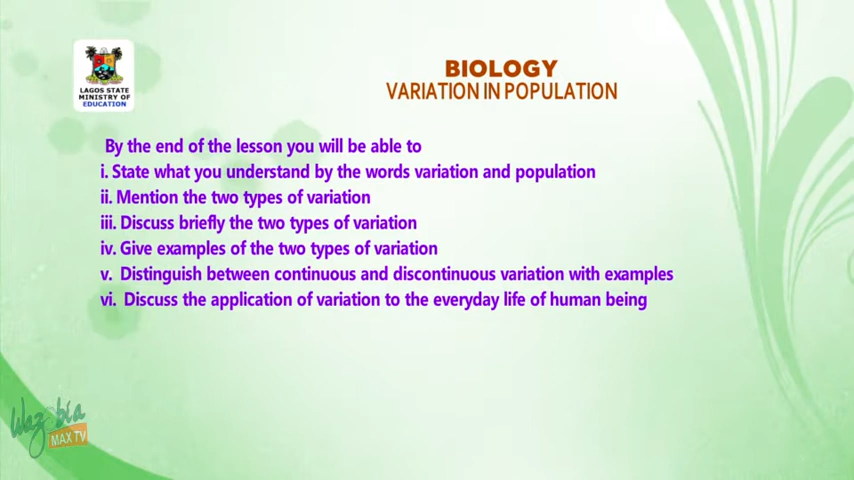 LAGOS STATE
MINISTRY OF
EDUCATION
BIOLOGY
VARIATION IN POPULATION
By the end of the lesson you will be able to
i. State what you understand by the words variation and population
ii. Mention the two types of variation
iii. Discuss briefly the two types of variation
iv. Give examples of the two types of variation
v. Distinguish between continuous and discontinuous variation with examples
vi. Discuss the application of variation to the everyday life of human being
Wazobia
MAX TV